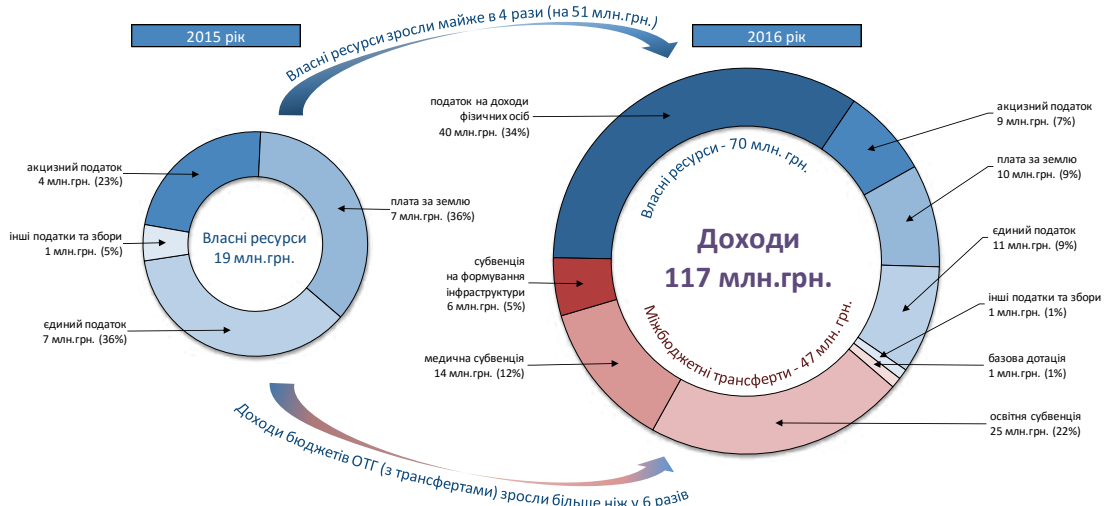 2015 рік
Власні ресурси зросли майже в 4 рази (на 51 млн.грн.)
2016 рік
акцизний податок
4 млн.грн. (23%)
плата за землю
7 млн.грн. (36%)
інші податки та збори
1 млн.грн. (5%)
Власні ресурси
19 млн.грн.
єдиний податок
7 млн.грн. (36%)
податок на доходи
фізичних осіб
40 млн.грн. (34%)
акцизний податок
9 млн.грн. (7%)
плата за землю
10 млн.грн. (9%)
єдиний податок
11 млн.грн. (9%)
інші податки та збори
1 млн.грн. (1%)
базова дотація
1 млн.грн. (1%)
освітня субвенція
25 млн.грн. (22%)
субвенція
на формування
інфраструктури
6 млн.грн. (5%)
медична субвенція
14 млн.грн. (12%)
Власні ресурси - 70 млн. грн.
Доходи
117 млн.грн.
Міжбюджетні трансферти - 47 млн. грн.
Доходи бюджетів ОТГ (з трансфертами) зросли більше ніж у 6 разів